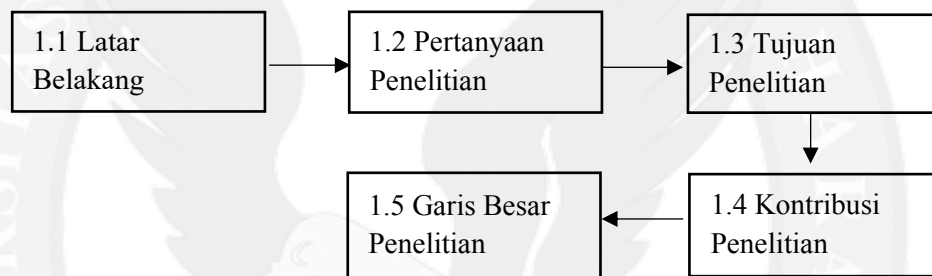 1.1 Latar
Belakang
1.2 Pertanyaan
Penelitian
1.3 Tujuan
Penelitian
1.4 Kontribusi
Penelitian
1.5 Garis Besar
Penelitian